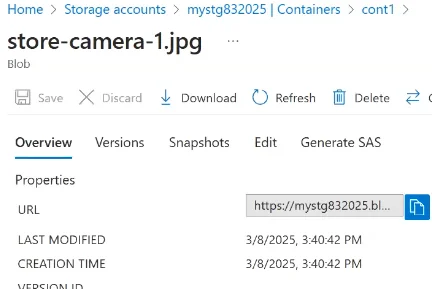 Home > Storage accounts > mystg832025 | Containers > cont1 >
store-camera-1.jpg ...
Blob
Save Discard Download Refresh Delete
Overview Versions Snapshots Edit Generate SAS
Properties
URL https://mystg832025.bl...
LAST MODIFIED 3/8/2025, 3:40:42 PM
CREATION TIME 3/8/2025, 3:40:42 PM
VERSION ID